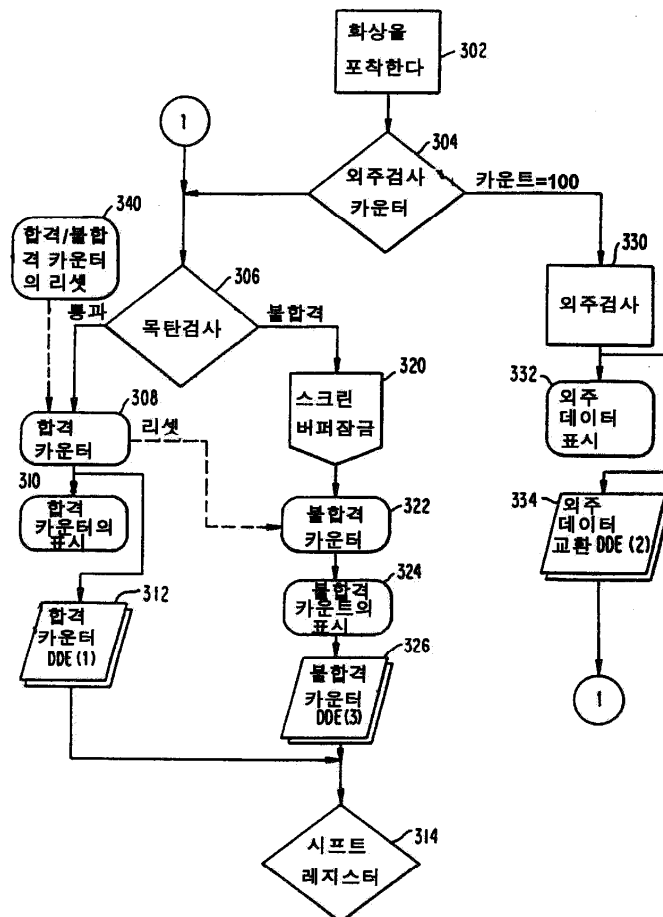 화상을
포착한다
302
1
304
외주검사
카운터
카운트=100
340
합격/불합
격 카운터
의 리셋
306
목탄검사
통과
불합격
330
외주검사
320
스크린
버퍼잠금
332
외주
데이터
표시
308
합격
카운터
리셋
310
합격
카운터의
표시
322
불합격
카운터
334
외주
데이터
교환 DDE(2)
324
불합격
카운트의
표시
312
합격
카운터
DDE(1)
326
불합격
카운터
DDE(3)
1
314
시프트
레지스터